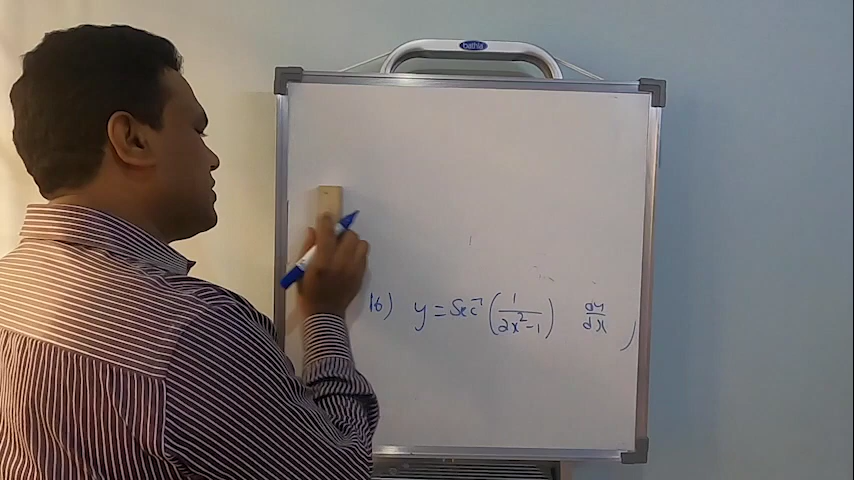 bathla
16) y = Sec⁻¹ (1/(2x²-1)) dy/dx